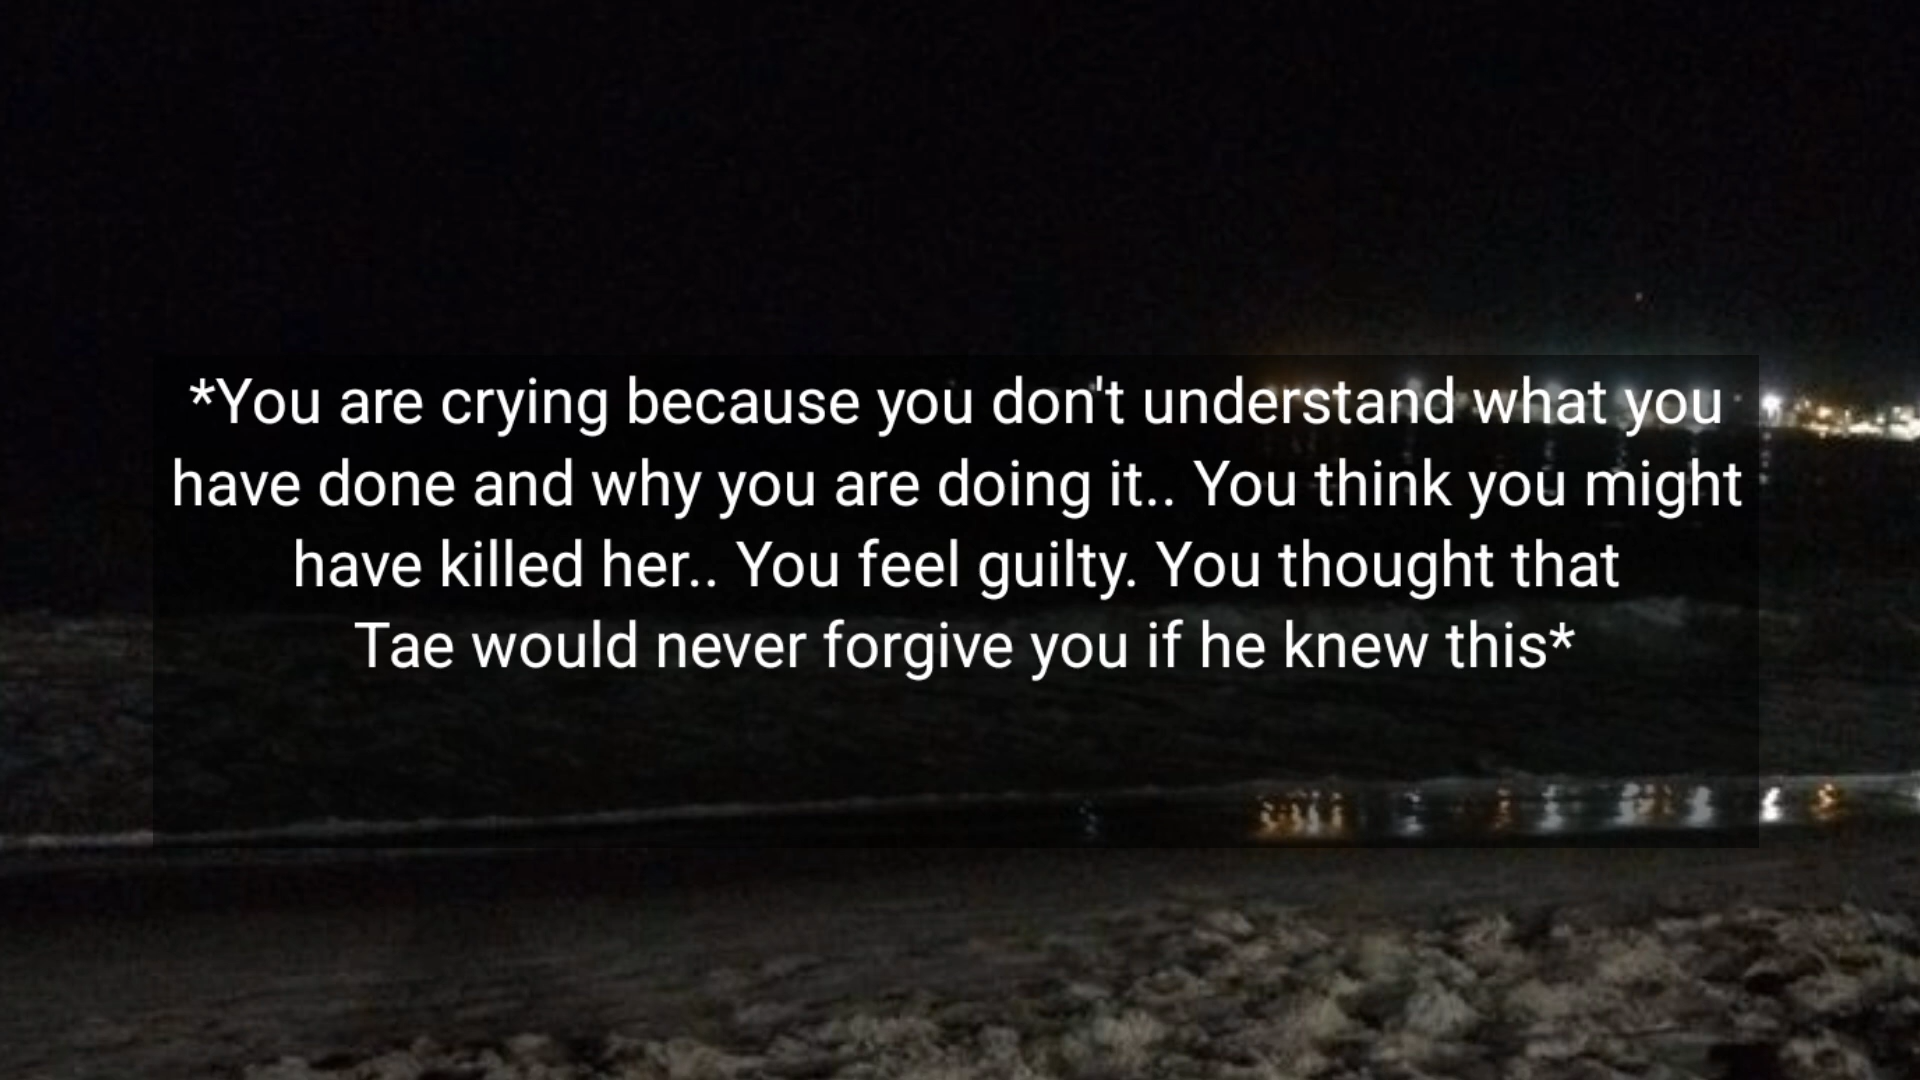 *You are crying because you don't understand what you
have done and why you are doing it.. You think you might
have killed her.. You feel guilty. You thought that
Tae would never forgive you if he knew this*